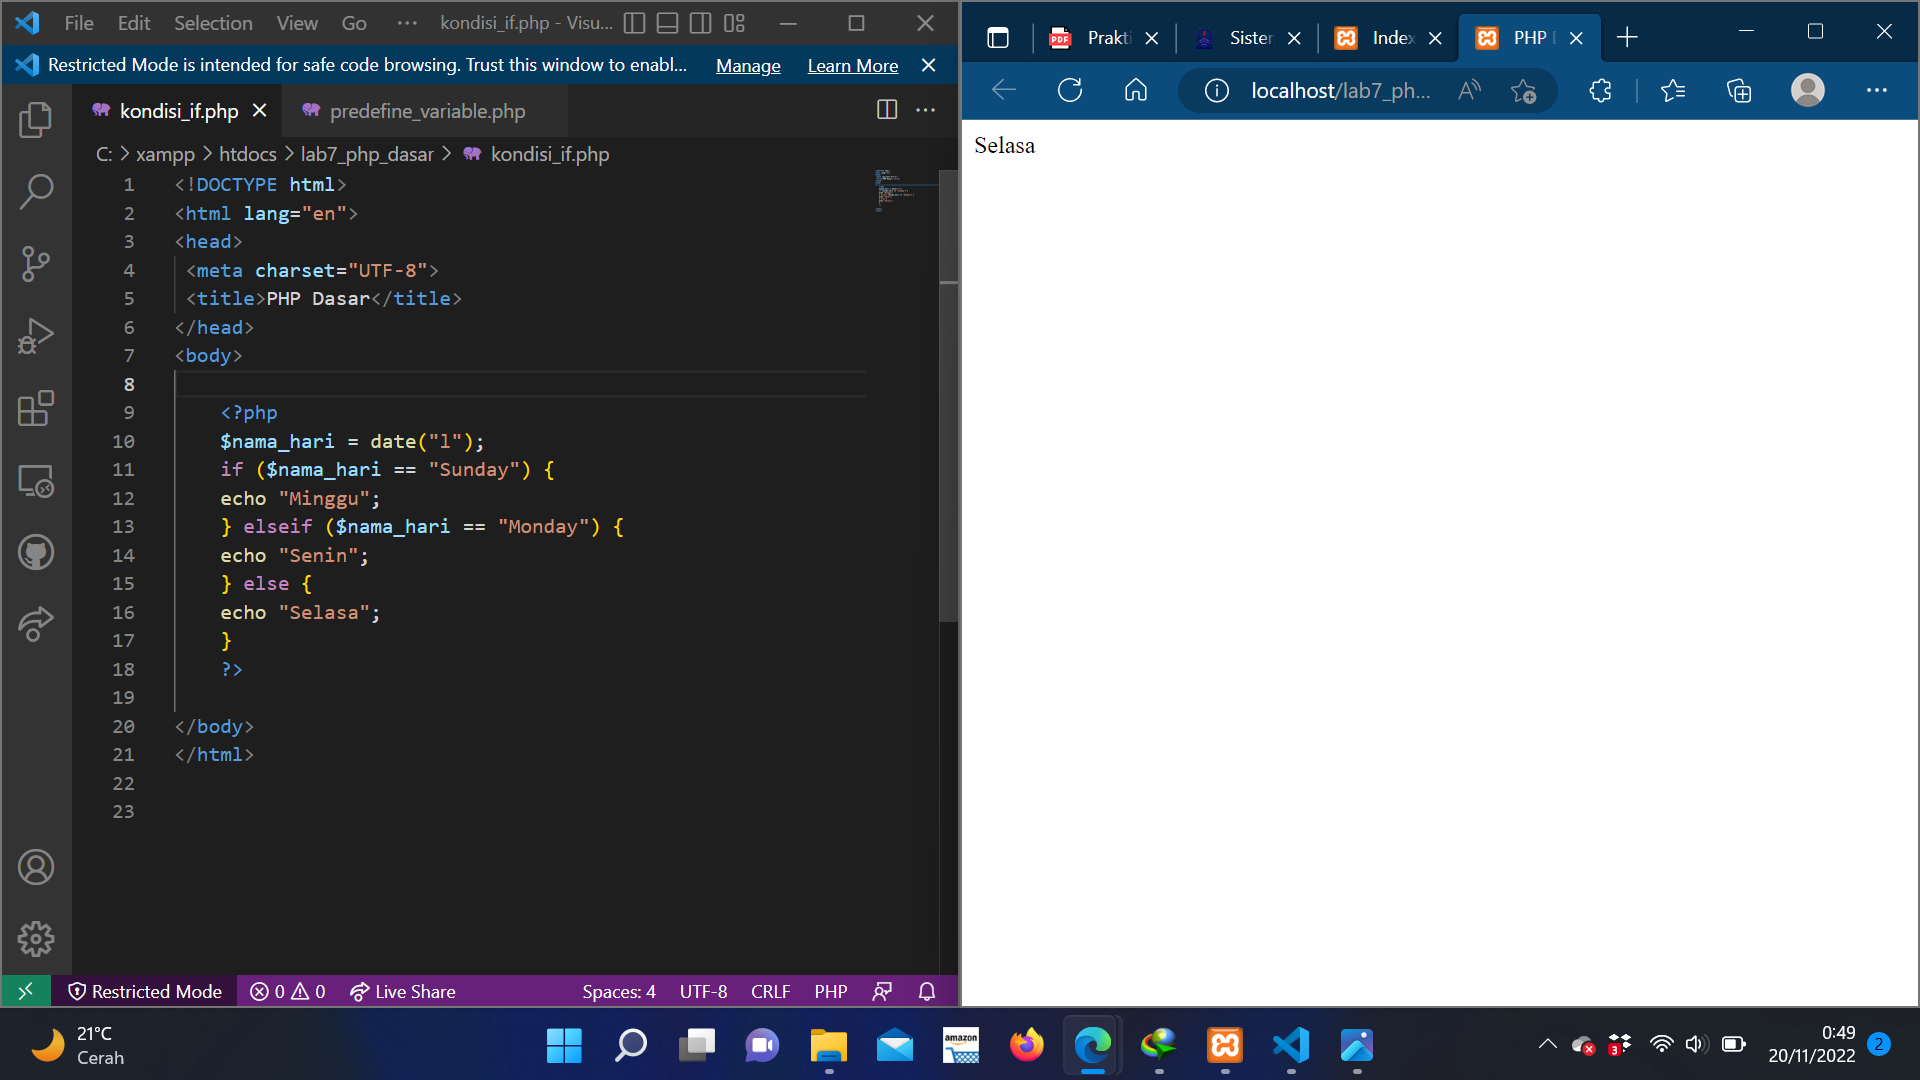 File Edit Selection View Go ··· kondisi_if.php - Visu...
Restricted Mode is intended for safe code browsing. Trust this window to enabl... Manage Learn More
kondisi_if.php predefine_variable.php
C: > xampp > htdocs > lab7_php_dasar > kondisi_if.php
1 <!DOCTYPE html>
2 <html lang="en">
3 <head>
4 <meta charset="UTF-8">
5 <title>PHP Dasar</title>
6 </head>
7 <body>
8
9 <?php
10 $nama_hari = date("l");
11 if ($nama_hari == "Sunday") {
12 echo "Minggu";
13 } elseif ($nama_hari == "Monday") {
14 echo "Senin";
15 } else {
16 echo "Selasa";
17 }
18 ?>
19
20 </body>
21 </html>
22
23
Restricted Mode 0 0 Live Share Spaces: 4 UTF-8 CRLF PHP
PDF Prakti Sister Index PHP
localhost/lab7_ph...
Selasa
21°C
Cerah
amazon
3
0:49
20/11/2022
2